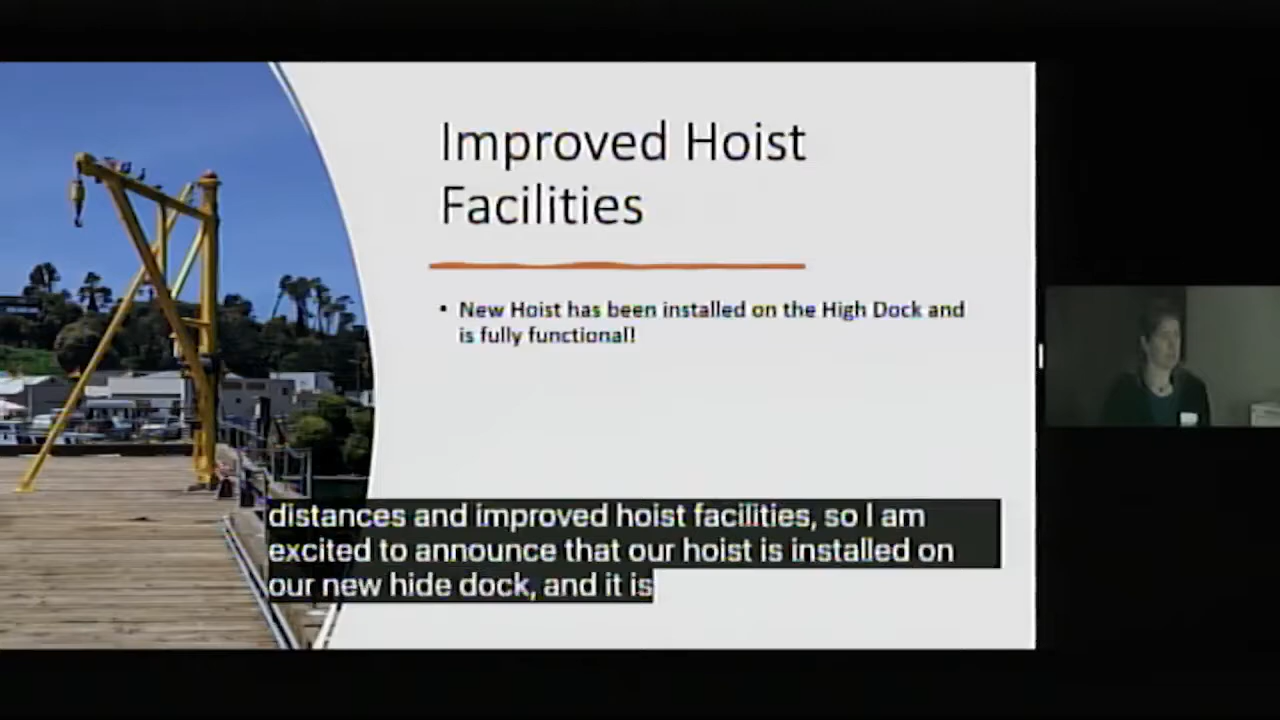 Improved Hoist
Facilities
• New Hoist has been installed on the High Dock and
is fully functional!
distances and improved hoist facilities, so I am
excited to announce that our hoist is installed on
our new hide dock, and it is